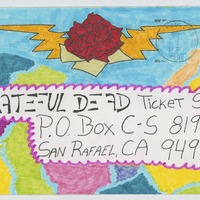 ATEFUL DEAD TICKET S
P.O. BOX C-S 819
SAN RAFAEL, CA 949